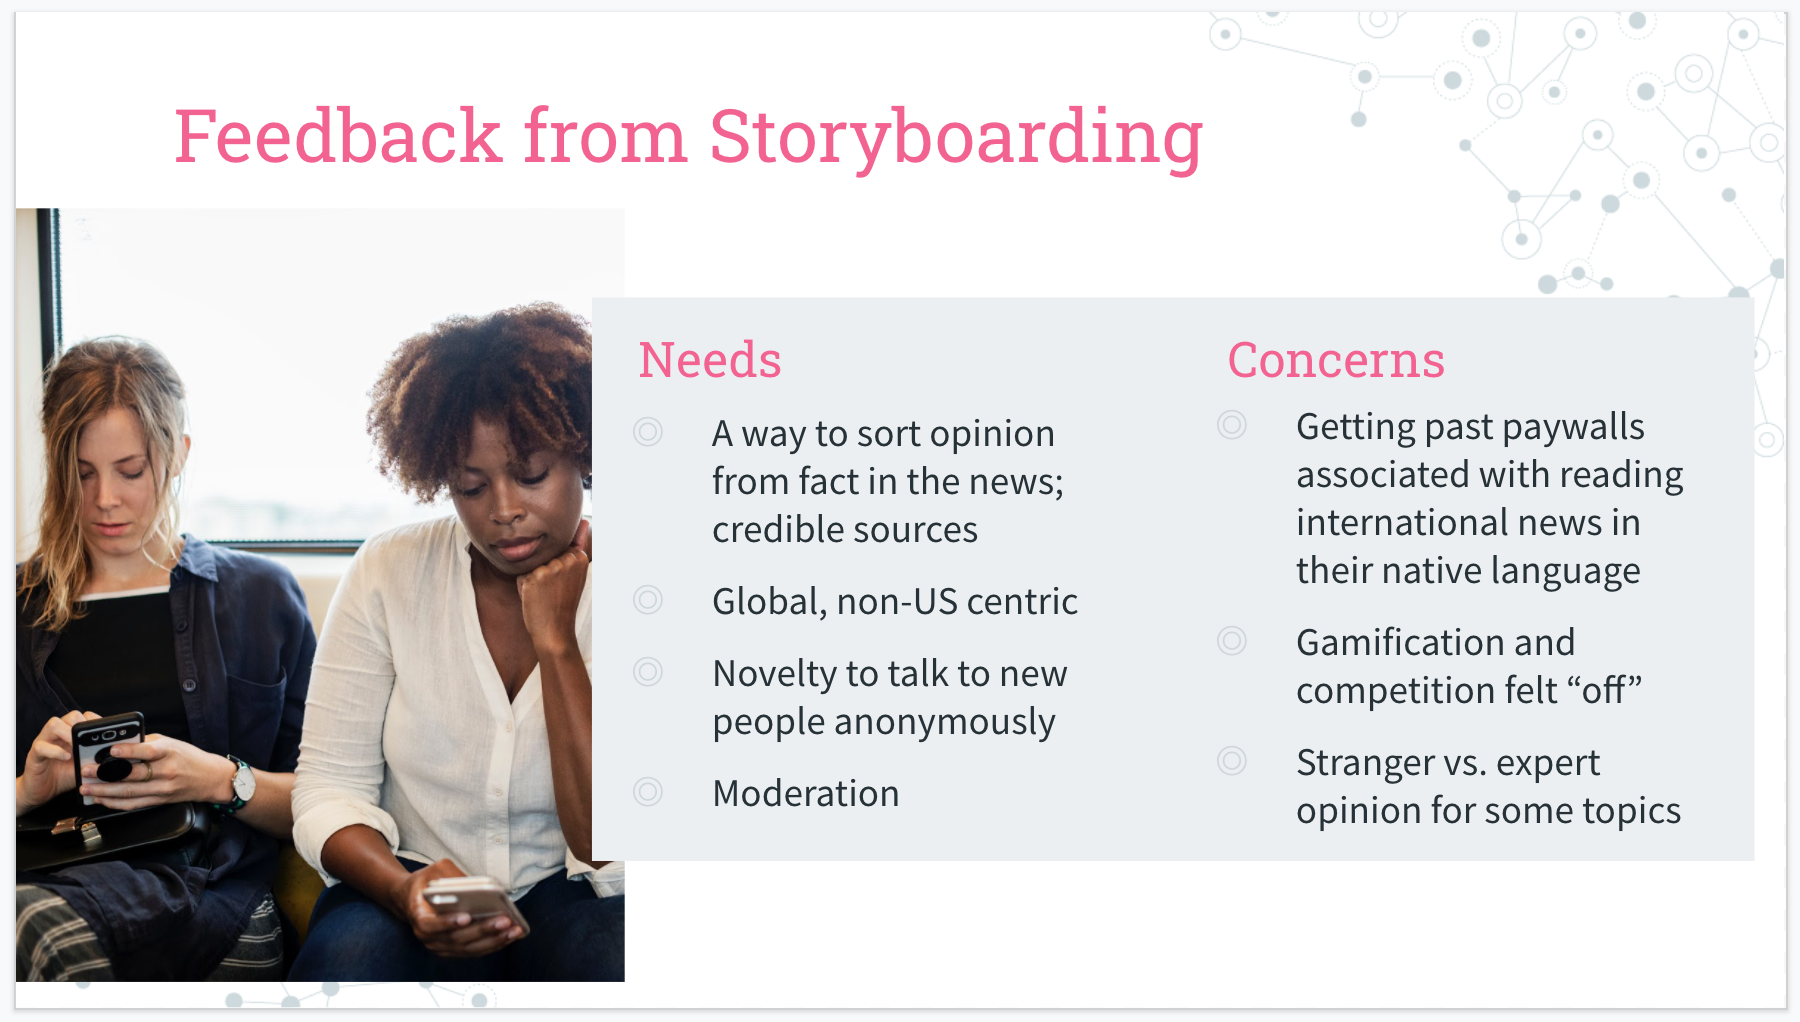 Feedback from Storyboarding
Needs
A way to sort opinion
from fact in the news;
credible sources
Global, non-US centric
Novelty to talk to new
people anonymously
Moderation
Concerns
Getting past paywalls
associated with reading
international news in
their native language
Gamification and
competition felt “off”
Stranger vs. expert
opinion for some topics